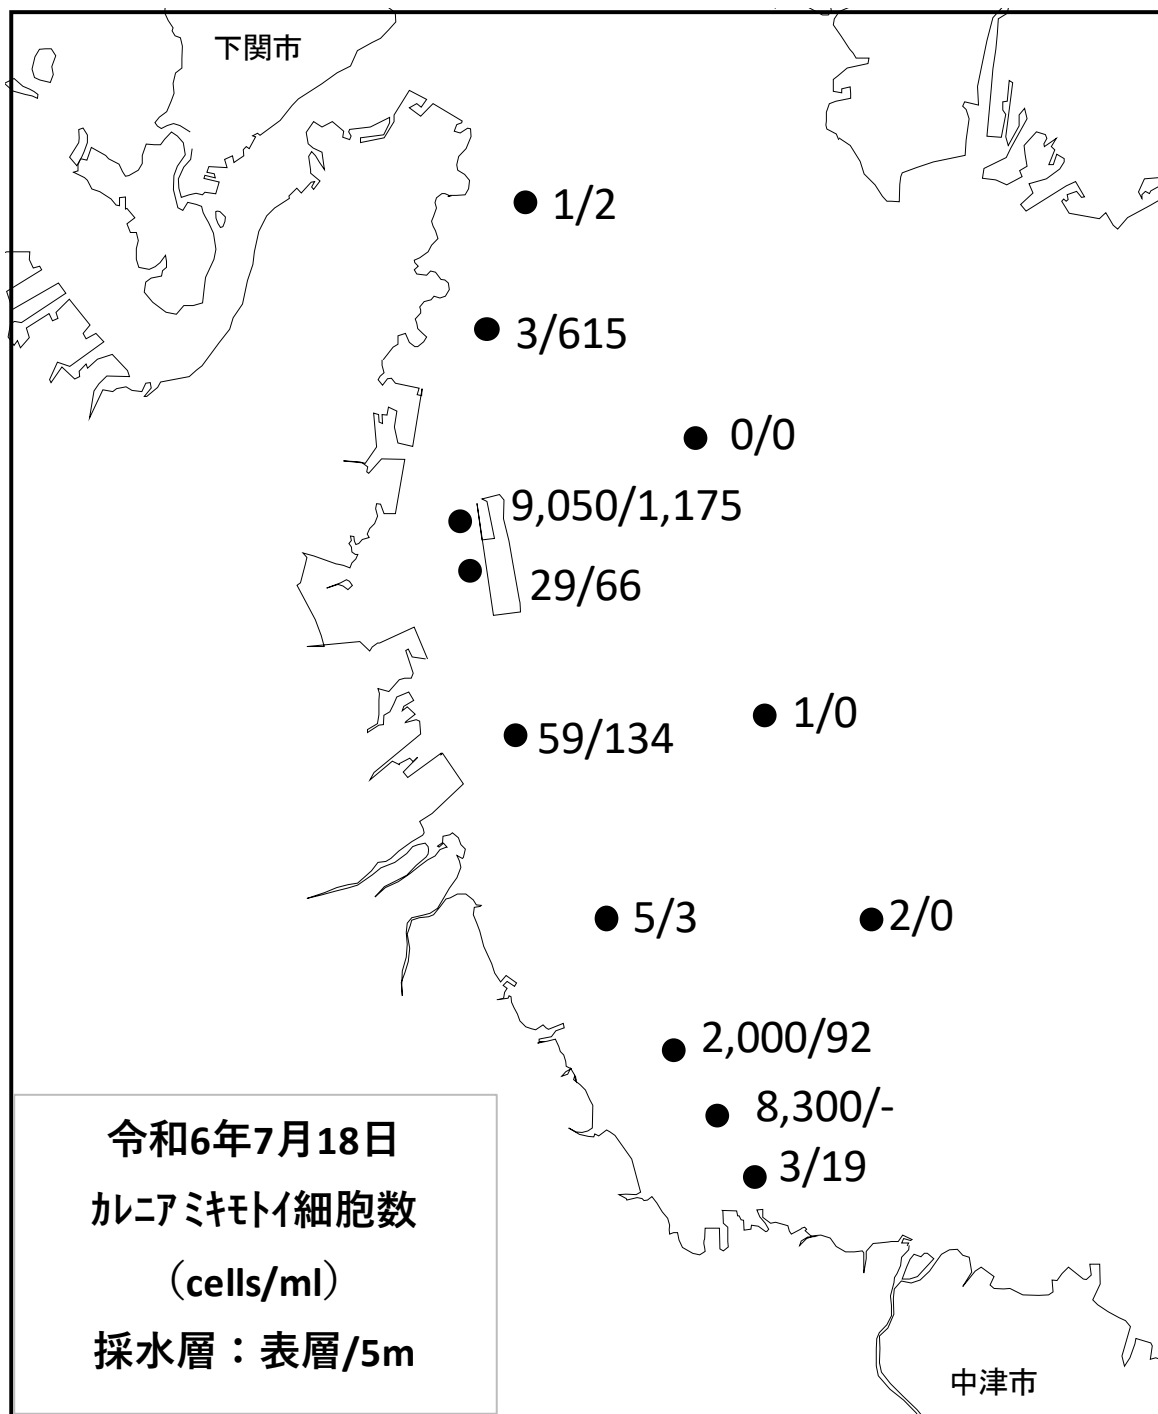 下関市
1/2
3/615
0/0
9,050/1,175
29/66
1/0
59/134
5/3
2/0
2,000/92
8,300/-
3/19
令和6年7月18日
ｶﾚﾆｱ ﾐｷﾓﾄｲ細胞数
（cells/ml）
採水層：表層/5m
中津市